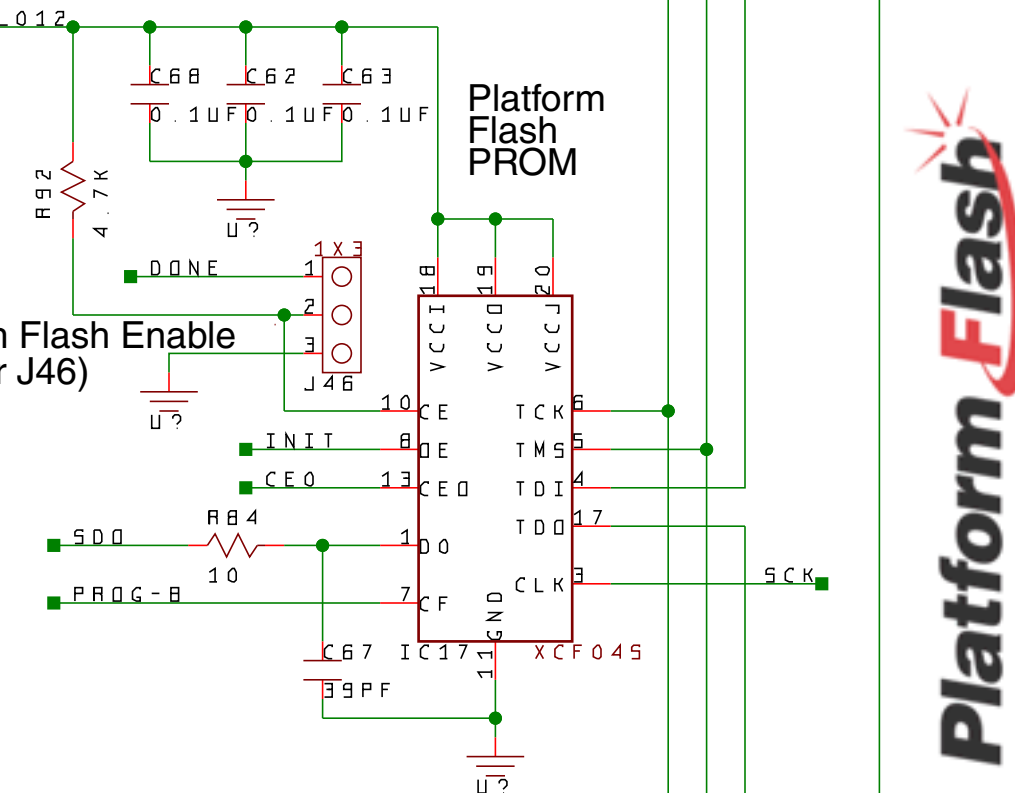 LO12
C68
0.1UF
C62
0.1UF
C63
0.1UF
Platform
Flash
PROM
R92
4.7K
U?
1X3
DONE
1
2
3
J46
n Flash Enable
r J46)
U?
18
19
20
VCCI
VCCO
VCCJ
10
CE
INIT
8
OE
CEO
13
CEO
SDO
R84
10
1
D0
PROG-B
7
CF
TCK
6
TMS
5
TDI
4
TDO
17
CLK
3
SCK
GND
11
IC17
XCF04S
C67
39PF
U?
Platform Flash